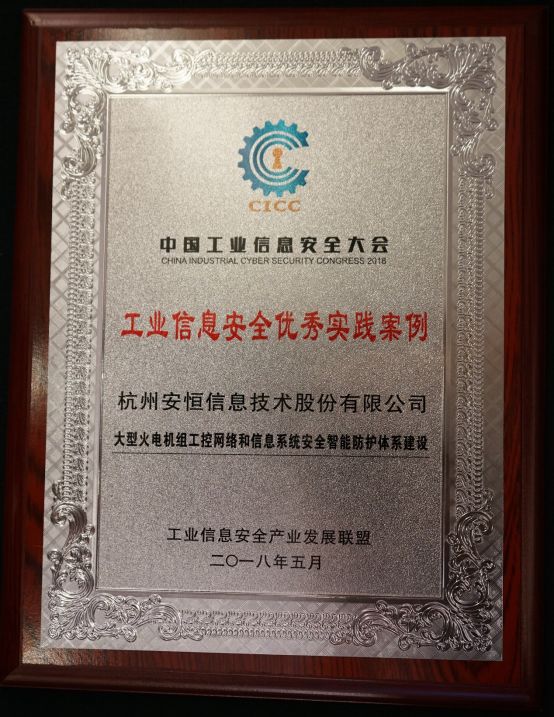 CICC
中国工业信息安全大会
CHINA INDUSTRIAL CYBER SECURITY CONGRESS 2018
工业信息安全优秀实践案例
杭州安恒信息技术股份有限公司
大型火电机组工控网络和信息系统安全智能防护体系建设
工业信息安全产业发展联盟
二〇一八年五月